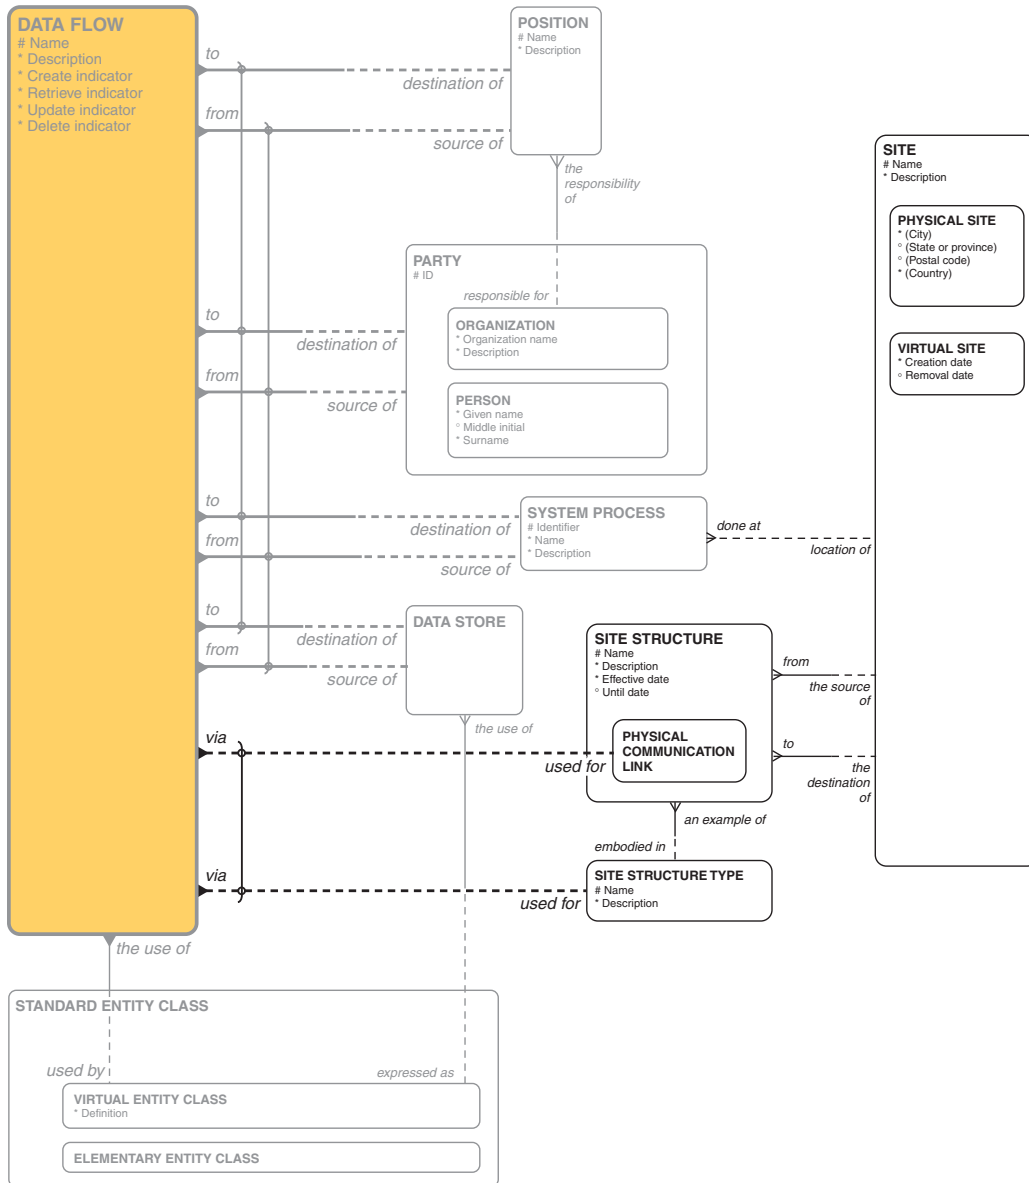 DATA FLOW
# Name
* Description
* Create indicator
* Retrieve indicator
* Update indicator
* Delete indicator
to
destination of
from
source of
POSITION
# Name
* Description
the
responsibility
of
PARTY
# ID
responsible for
ORGANIZATION
* Organization name
* Description
PERSON
* Given name
° Middle initial
* Surname
to
destination of
from
source of
SITE
# Name
* Description
PHYSICAL SITE
* (City)
° (State or province)
° (Postal code)
* (Country)
VIRTUAL SITE
* Creation date
° Removal date
to
destination of
from
source of
SYSTEM PROCESS
# Identifier
* Name
* Description
done at
location of
to
destination of
from
source of
DATA STORE
the use of
SITE STRUCTURE
# Name
* Description
* Effective date
° Until date
PHYSICAL
COMMUNICATION
LINK
from
the source
of
to
the
destination
of
via
used for
an example of
embodied in
SITE STRUCTURE TYPE
# Name
* Description
via
used for
the use of
STANDARD ENTITY CLASS
used by
expressed as
VIRTUAL ENTITY CLASS
* Definition
ELEMENTARY ENTITY CLASS